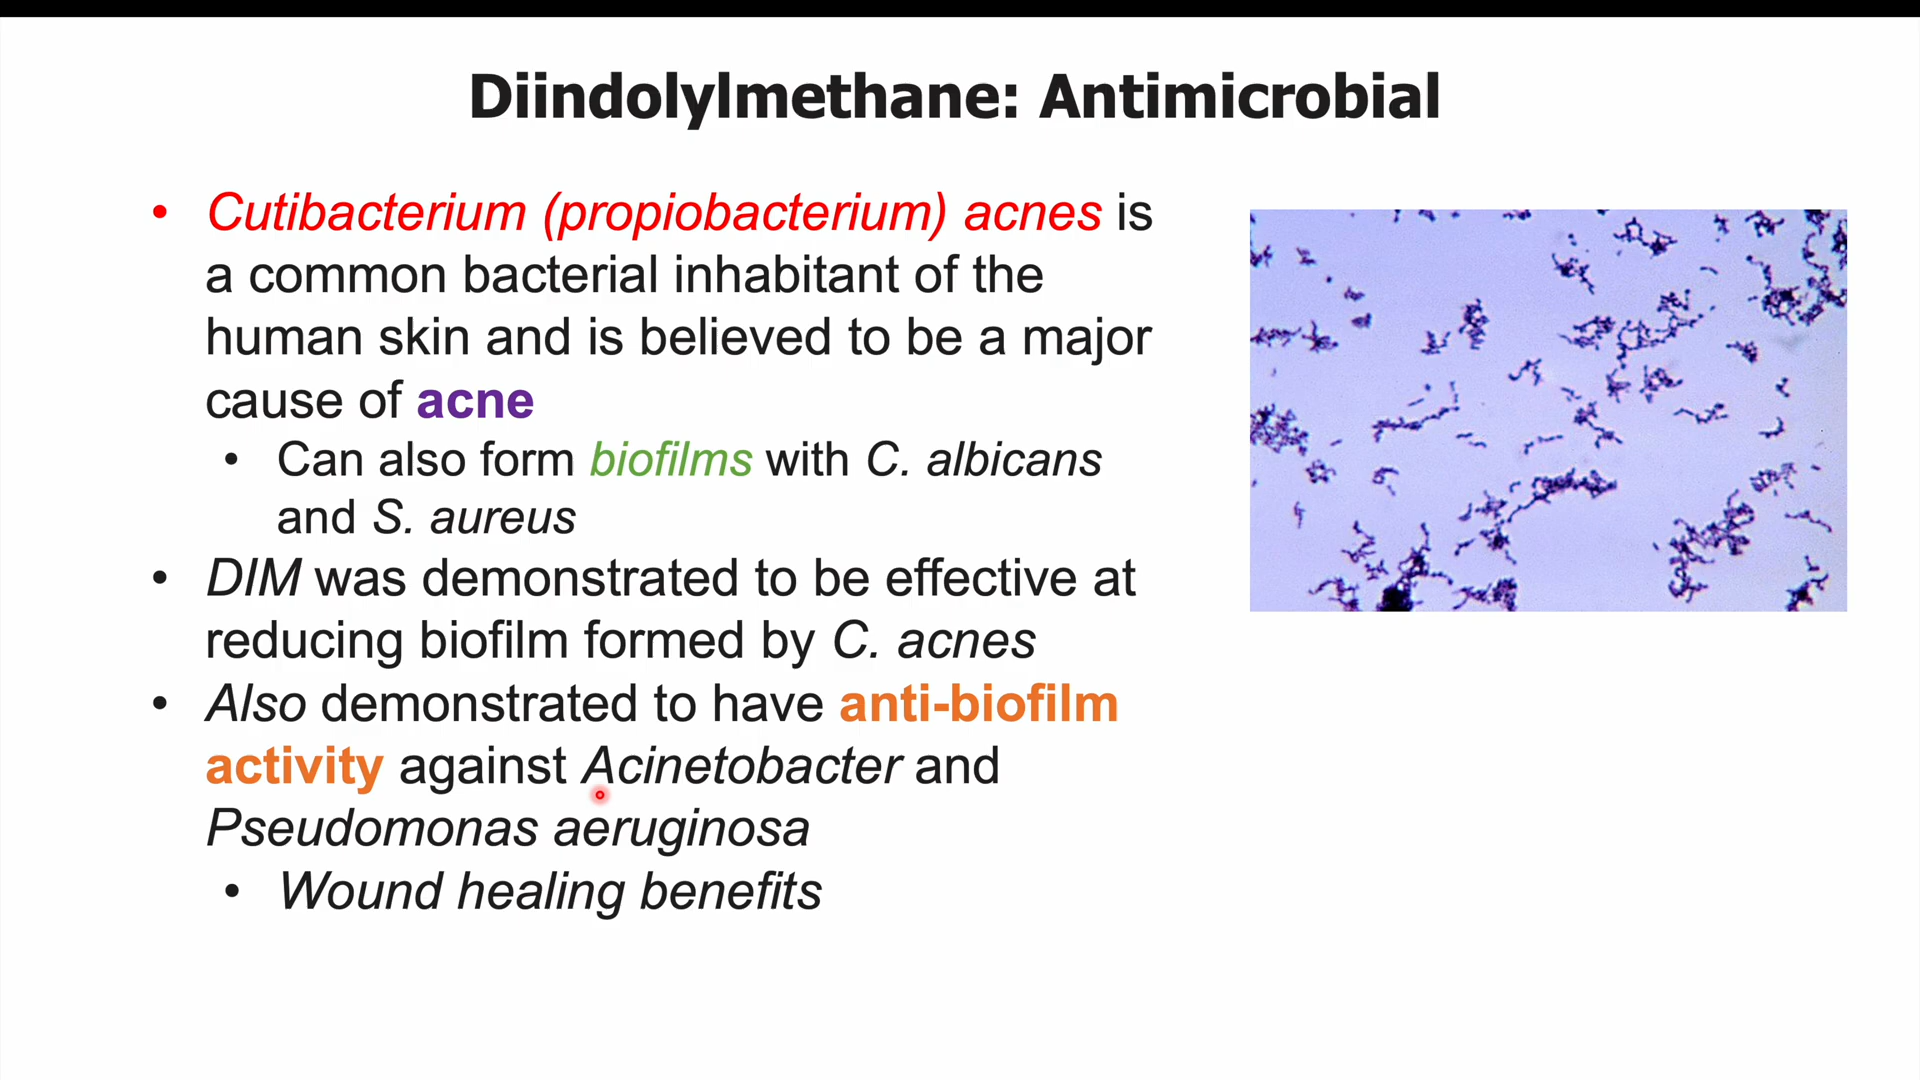 Diindolylmethane: Antimicrobial
• Cutibacterium (propiobacterium) acnes is
a common bacterial inhabitant of the
human skin and is believed to be a major
cause of acne
• Can also form biofilms with C. albicans
and S. aureus
• DIM was demonstrated to be effective at
reducing biofilm formed by C. acnes
• Also demonstrated to have anti-biofilm
activity against Acinetobacter and
Pseudomonas aeruginosa
• Wound healing benefits